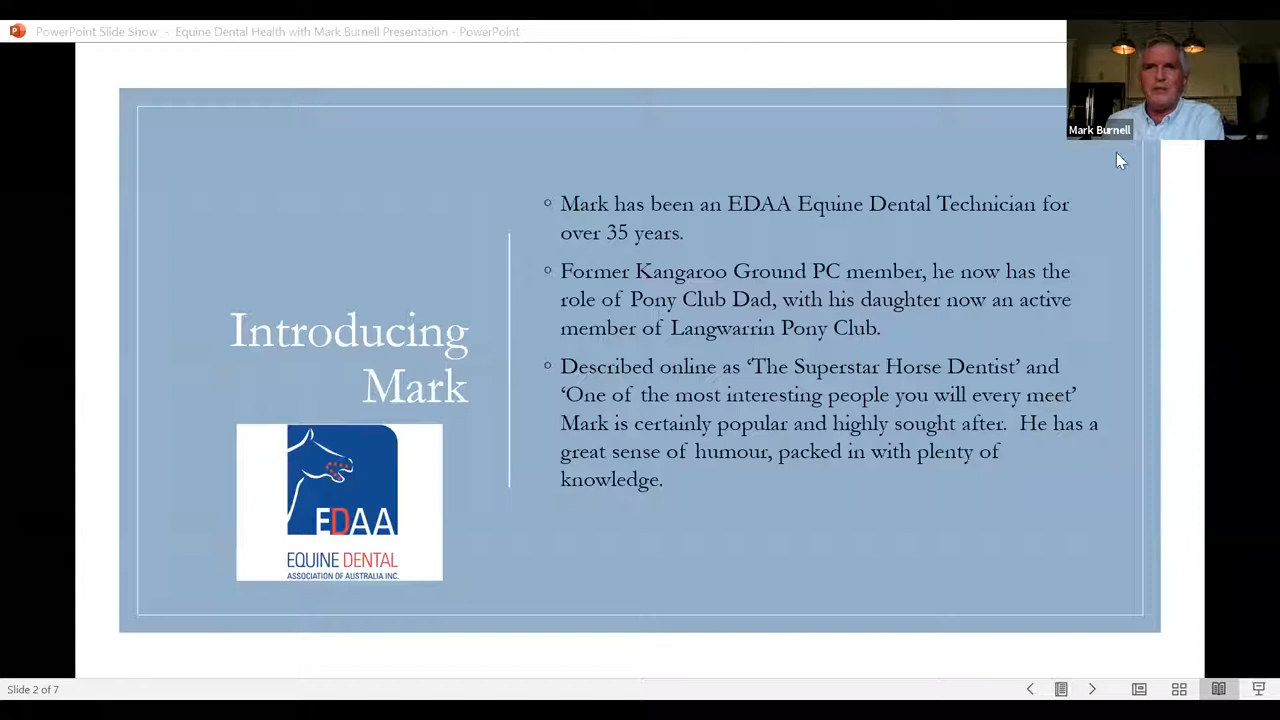 PowerPoint Slide Show - Equine Dental Health with Mark Burnell Presentation - PowerPoint
Mark Burnell
Introducing
Mark
EDAA
EQUINE DENTAL
ASSOCIATION OF AUSTRALIA INC.
◦ Mark has been an EDAA Equine Dental Technician for
over 35 years.
◦ Former Kangaroo Ground PC member, he now has the
role of Pony Club Dad, with his daughter now an active
member of Langwarrin Pony Club.
◦ Described online as ‘The Superstar Horse Dentist’ and
‘One of the most interesting people you will every meet’
Mark is certainly popular and highly sought after. He has a
great sense of humour, packed in with plenty of
knowledge.
Slide 2 of 7